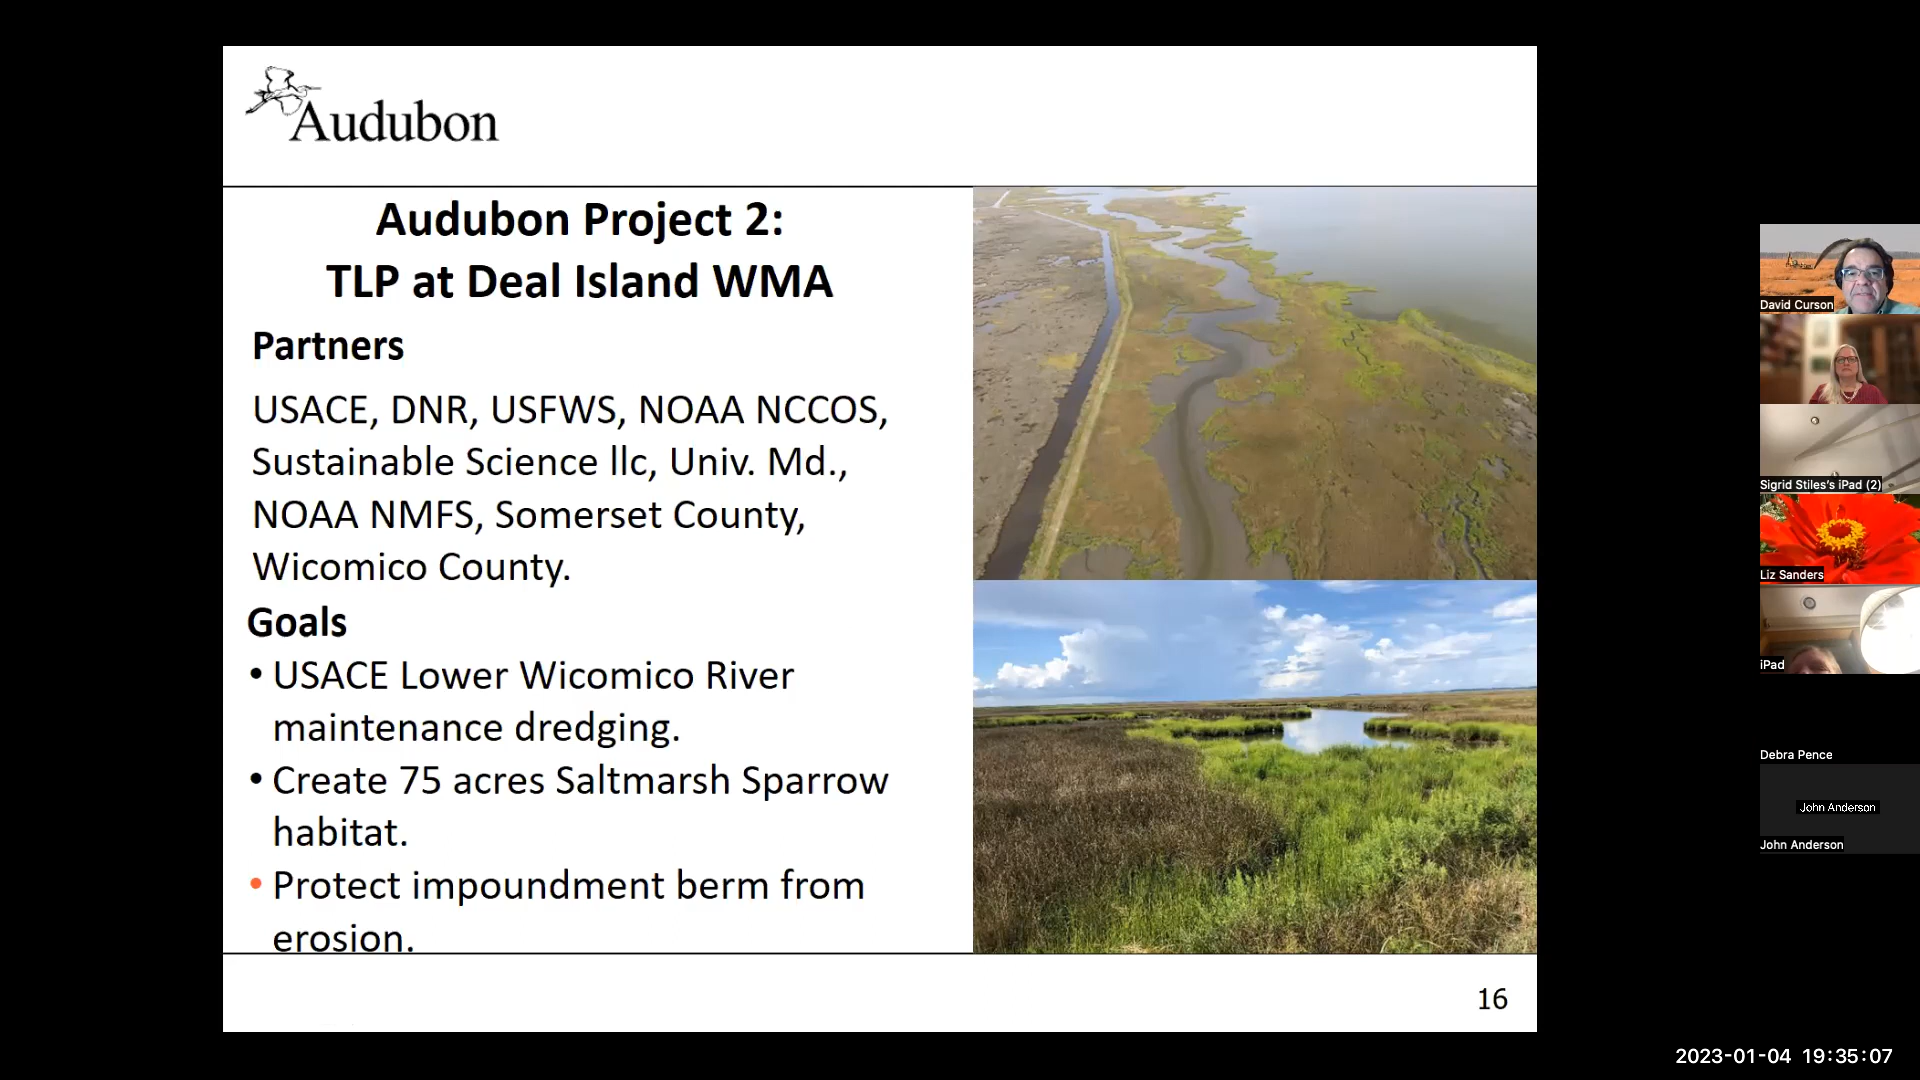 Audubon
Audubon Project 2:
TLP at Deal Island WMA
Partners
USACE, DNR, USFWS, NOAA NCCOS,
Sustainable Science llc, Univ. Md.,
NOAA NMFS, Somerset County,
Wicomico County.
Goals
• USACE Lower Wicomico River
maintenance dredging.
• Create 75 acres Saltmarsh Sparrow
habitat.
• Protect impoundment berm from
erosion.
16
David Curson
Sigrid Stiles's iPad (2)
Liz Sanders
iPad
Debra Pence
John Anderson
John Anderson
2023-01-04 19:35:07